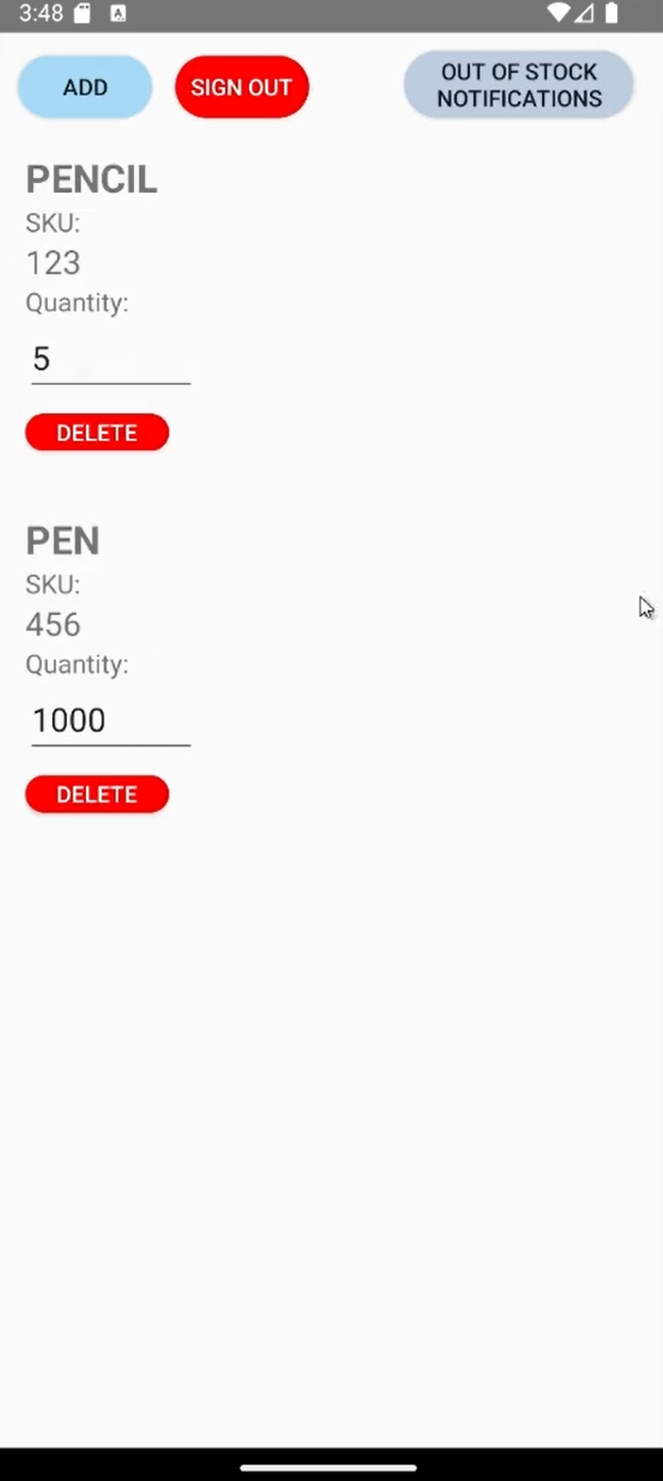 3:48
ADD
SIGN OUT
OUT OF STOCK
NOTIFICATIONS
PENCIL
SKU:
123
Quantity:
5
DELETE
PEN
SKU:
456
Quantity:
1000
DELETE